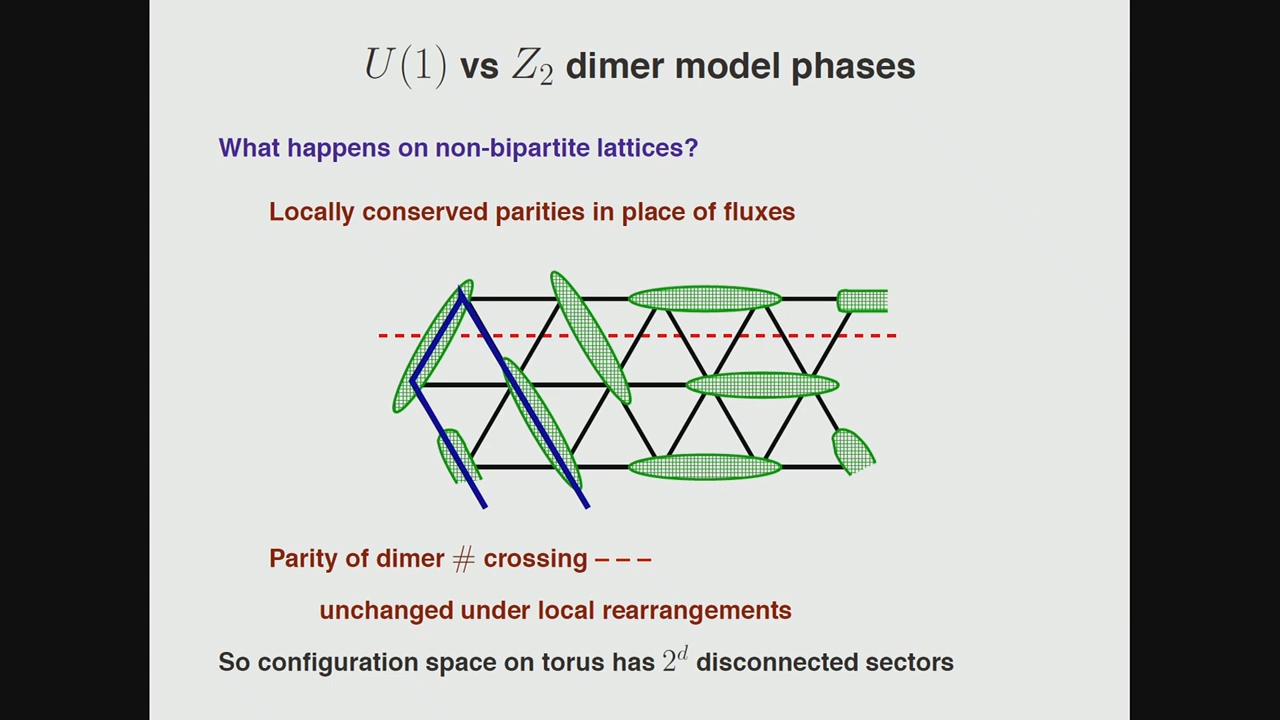 U(1) vs Z₂ dimer model phases
What happens on non-bipartite lattices?
Locally conserved parities in place of fluxes
Parity of dimer # crossing – – –
unchanged under local rearrangements
So configuration space on torus has 2ᵈ disconnected sectors